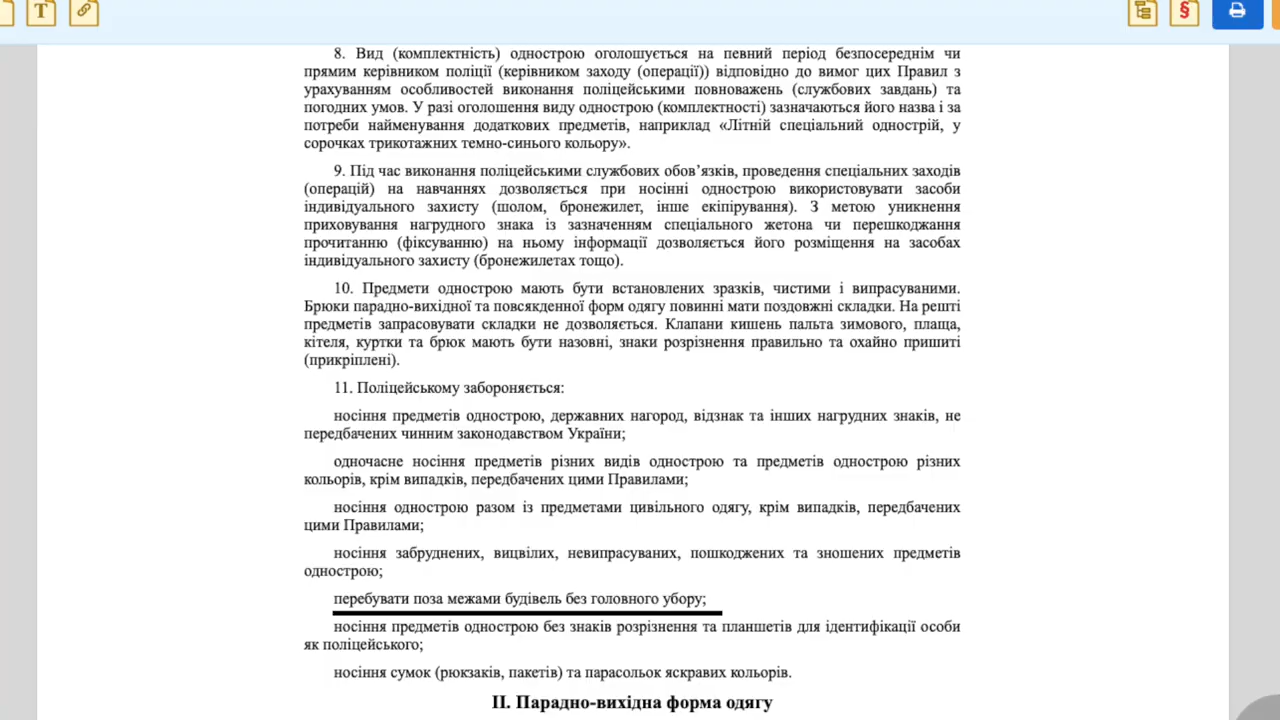 T
§
8. Вид (комплектність) однострою оголошується на певний період безпосереднім чи
прямим керівником поліції (керівником заходу (операції)) відповідно до вимог цих Правил з
урахуванням особливостей виконання поліцейськими повноважень (службових завдань) та
погодних умов. У разі оголошення виду однострою (комплектності) зазначаються його назва і за
потреби найменування додаткових предметів, наприклад «Літній спеціальний однострій, у
сорочках трикотажних темно-синього кольору».
9. Під час виконання поліцейськими службових обов’язків, проведення спеціальних заходів
(операцій) на навчаннях дозволяється при носінні однострою використовувати засоби
індивідуального захисту (шолом, бронежилет, інше екіпірування). З метою уникнення
приховування нагрудного знака із зазначенням спеціального жетона чи перешкоджання
прочитанню (фіксуванню) на ньому інформації дозволяється його розміщення на засобах
індивідуального захисту (бронежилетах тощо).
10. Предмети однострою мають бути встановлених зразків, чистими і випрасуваними.
Брюки парадно-вихідної та повсякденної форм одягу повинні мати поздовжні складки. На решті
предметів запрасовувати складки не дозволяється. Клапани кишень пальта зимового, плаща,
кітеля, куртки та брюк мають бути назовні, знаки розрізнення правильно та охайно пришиті
(прикріплені).
11. Поліцейському забороняється:
носіння предметів однострою, державних нагород, відзнак та інших нагрудних знаків, не
передбачених чинним законодавством України;
одночасне носіння предметів різних видів однострою та предметів однострою різних
кольорів, крім випадків, передбачених цими Правилами;
носіння однострою разом із предметами цивільного одягу, крім випадків, передбачених
цими Правилами;
носіння забруднених, вицвілих, невипрасуваних, пошкоджених та зношених предметів
однострою;
перебувати поза межами будівель без головного убору;
носіння предметів однострою без знаків розрізнення та планшетів для ідентифікації особи
як поліцейського;
носіння сумок (рюкзаків, пакетів) та парасольок яскравих кольорів.
II. Парадно-вихідна форма одягу